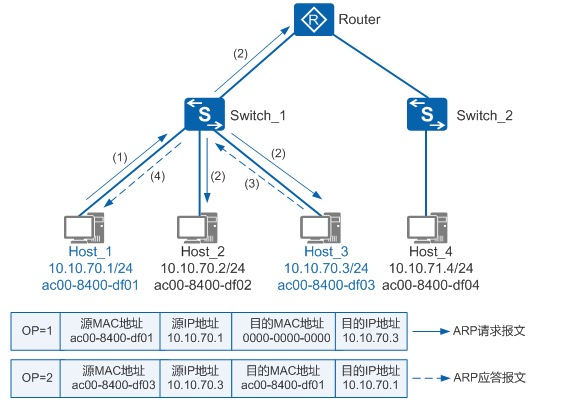 Router
(2)
Switch_1
Switch_2
(1)
(4)
(2)
(2)
(3)
Host_1
10.10.70.1/24
ac00-8400-df01
Host_2
10.10.70.2/24
ac00-8400-df02
Host_3
10.10.70.3/24
ac00-8400-df03
Host_4
10.10.71.4/24
ac00-8400-df04
OP=1
源MAC地址
ac00-8400-df01
源IP地址
10.10.70.1
目的MAC地址
0000-0000-0000
目的IP地址
10.10.70.3
ARP请求报文
OP=2
源MAC地址
ac00-8400-df03
源IP地址
10.10.70.3
目的MAC地址
ac00-8400-df01
目的IP地址
10.10.70.1
ARP应答报文